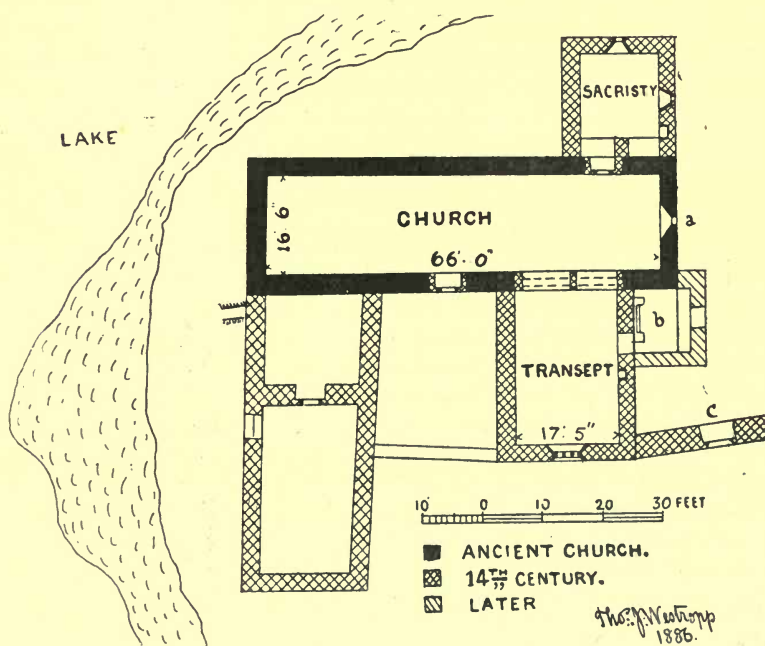 SACRISTY
LAKE
CHURCH
a
16' 6"
66'. 0"
b
TRANSEPT
17'. 5"
c
10 0 10 20 30 FEET
ANCIENT CHURCH.
14TH " CENTURY.
LATER
Tho: J. Westropp
1886.